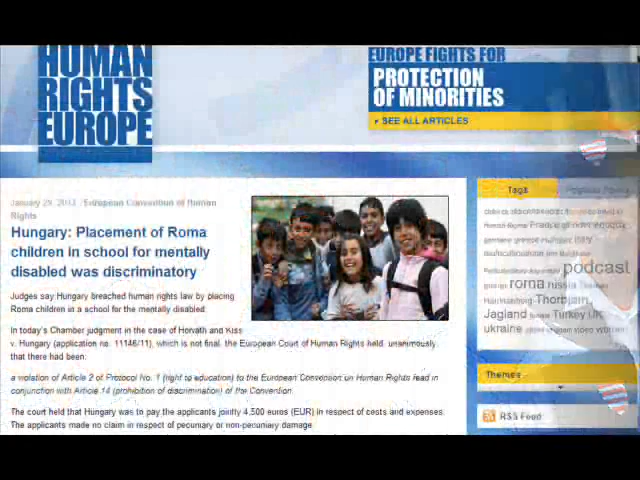 HUMAN
RIGHTS
EUROPE
EUROPE FIGHTS FOR
PROTECTION
OF MINORITIES
SEE ALL ARTICLES
January 29, 2013 European Convention of Human
Rights
Hungary: Placement of Roma
children in school for mentally
disabled was discriminatory
Judges say Hungary breached human rights law by placing
Roma children in a school for the mentally disabled
In today's Chamber judgment in the case of Horváth and Kiss
v. Hungary (application no. 11146/11), which is not final, the European Court of Human Rights held, unanimously,
that there had been:
a violation of Article 2 of Protocol No. 1 (right to education) to the European Convention on Human Rights read in
conjunction with Article 14 (prohibition of discrimination) of the Convention.
The court held that Hungary was to pay the applicants jointly 4,500 euros (EUR) in respect of costs and expenses.
The applicants made no claim in respect of pecuniary or non-pecuniary damage.
Tags Popular Posts
podcast
roma russia
Thorbjørn
Jagland Turkey UK
ukraine video women
Themes
RSS Feed